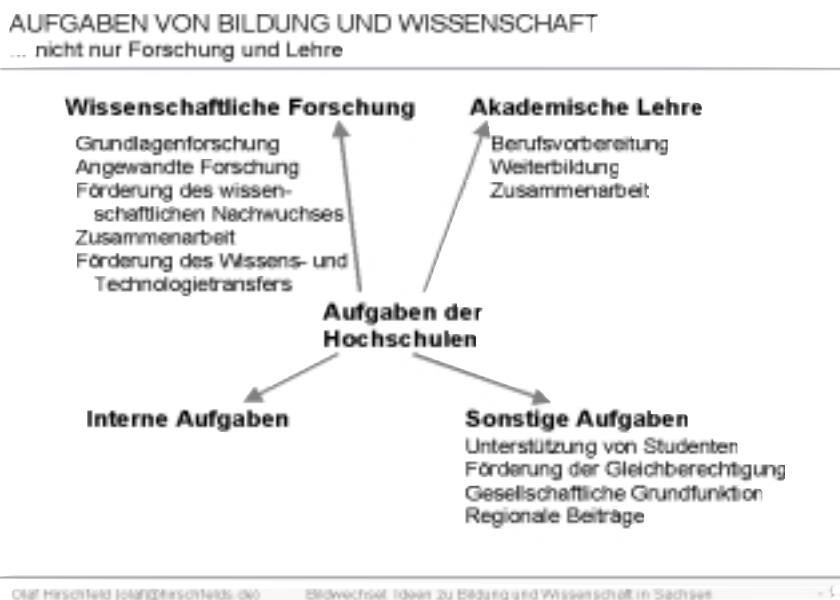 AUFGABEN VON BILDUNG UND WISSENSCHAFT
... nicht nur Forschung und Lehre
Wissenschaftliche Forschung
Grundlagenforschung
Angewandte Forschung
Förderung des wissen-
schaftlichen Nachwuchses
Zusammenarbeit
Förderung des Wissens- und
Technologietransfers
Akademische Lehre
Berufsvorbereitung
Weiterbildung
Zusammenarbeit
Aufgaben der
Hochschulen
Interne Aufgaben
Sonstige Aufgaben
Unterstützung von Studenten
Förderung der Gleichberechtigung
Gesellschaftliche Grundfunktion
Regionale Beiträge
Olaf Hirschfeld (olaf@hirschfelds.de)
Bildwechsel: Ideen zu Bildung und Wissenschaft in Sachsen